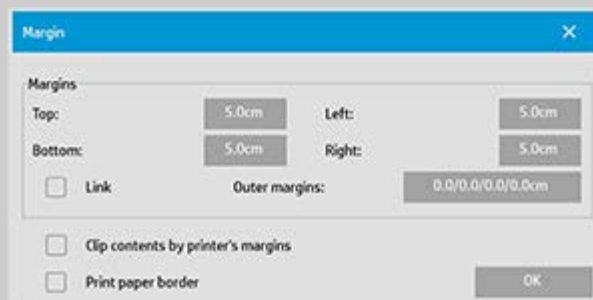 Margin
Margins
Top: 5.0cm Left: 5.0cm
Bottom: 5.0cm Right: 5.0cm
Link Outer margins: 0.0/0.0/0.0/0.0cm
Clip contents by printer's margins
Print paper border OK